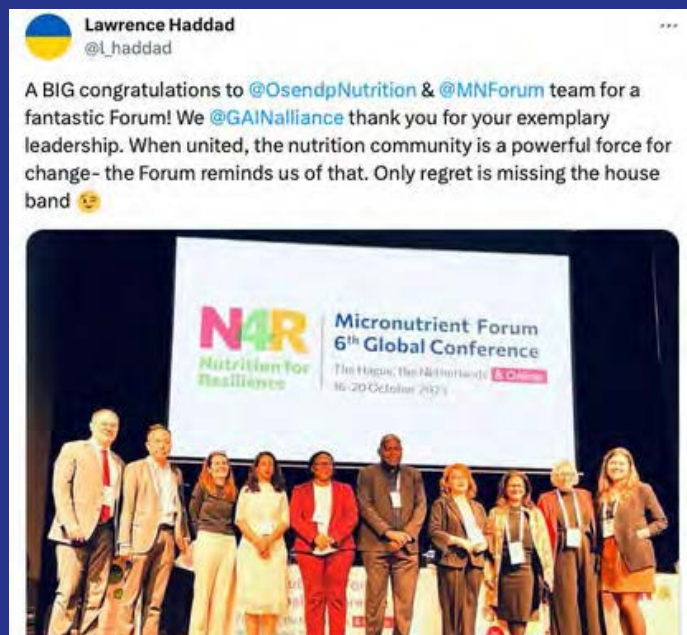 Lawrence Haddad
@l_haddad
A BIG congratulations to @OsendpNutrition & @MNForum team for a
fantastic Forum! We @GAINalliance thank you for your exemplary
leadership. When united, the nutrition community is a powerful force for
change- the Forum reminds us of that. Only regret is missing the house
band 😉
N4R
Nutrition for
Resilience
Micronutrient Forum
6th Global Conference
The Hague, the Netherlands & Online
16-20 October 2023